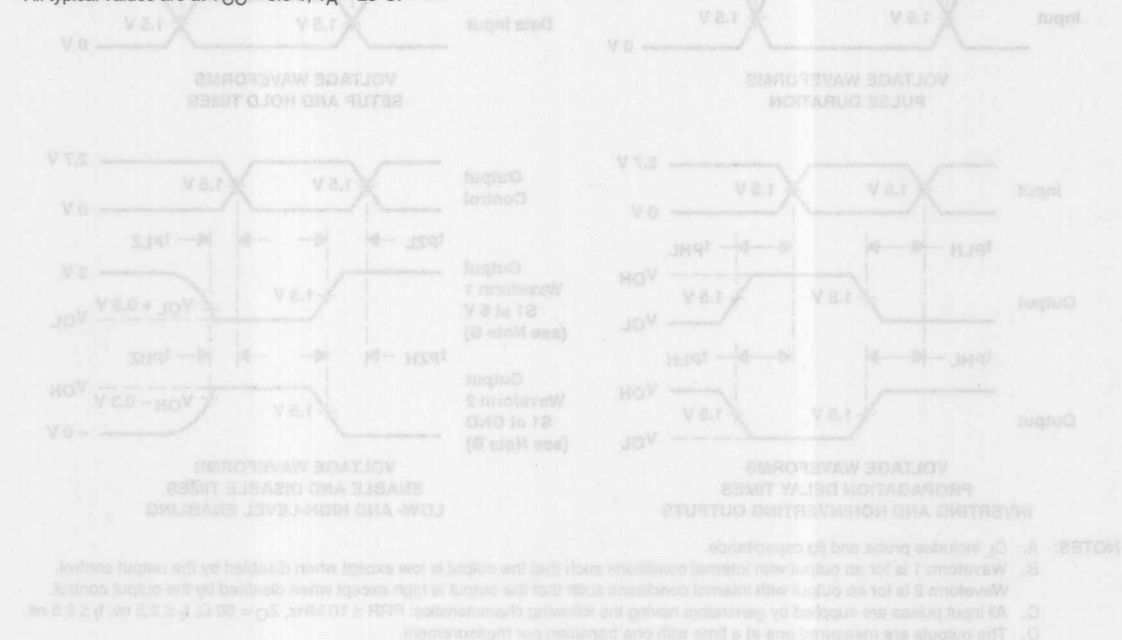 All typical values are at VCC = 3.3 V, TA = 25°C.
Input
1.5 V
1.5 V
0 V
Data Input
1.5 V
1.5 V
0 V
VOLTAGE WAVEFORMS
PULSE DURATION
VOLTAGE WAVEFORMS
SETUP AND HOLD TIMES
Input
2.7 V
1.5 V
1.5 V
0 V
tPLH
tPHL
Output
VOH
1.5 V
1.5 V
VOL
tPHL
tPLH
Output
VOH
1.5 V
1.5 V
VOL
VOLTAGE WAVEFORMS
PROPAGATION DELAY TIMES
INVERTING AND NONINVERTING OUTPUTS
Output
Control
2.7 V
1.5 V
1.5 V
0 V
tPZL
tPLZ
Output
Waveform 1
S1 at 6 V
(see Note B)
3 V
1.5 V
VOL + 0.3 V
VOL
tPZH
tPHZ
Output
Waveform 2
S1 at GND
(see Note B)
VOH
1.5 V
VOH – 0.3 V
≈ 0 V
VOLTAGE WAVEFORMS
ENABLE AND DISABLE TIMES
LOW- AND HIGH-LEVEL ENABLING
NOTES: A. CL includes probe and jig capacitance.
B. Waveform 1 is for an output with internal conditions such that the output is low except when disabled by the output control.
Waveform 2 is for an output with internal conditions such that the output is high except when disabled by the output control.
C. All input pulses are supplied by generators having the following characteristics: PRR ≤ 10 MHz, ZO = 50 Ω, tr ≤ 2.5 ns, tf ≤ 2.5 ns.
D. The outputs are measured one at a time with one transition per measurement.